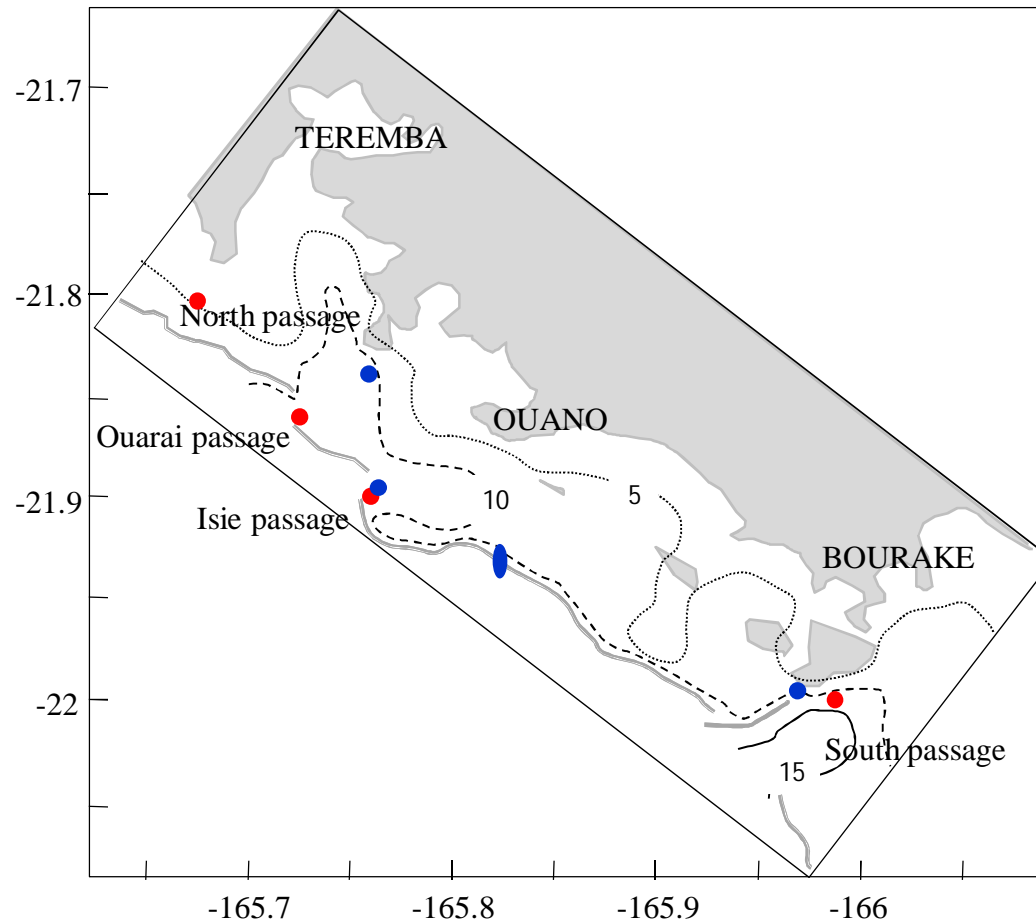 -21.7
TEREMBA
-21.8
North passage
OUANO
Ouarai passage
-21.9
10
5
Isie passage
BOURAKE
-22
South passage
15
-165.7
-165.8
-165.9
-166